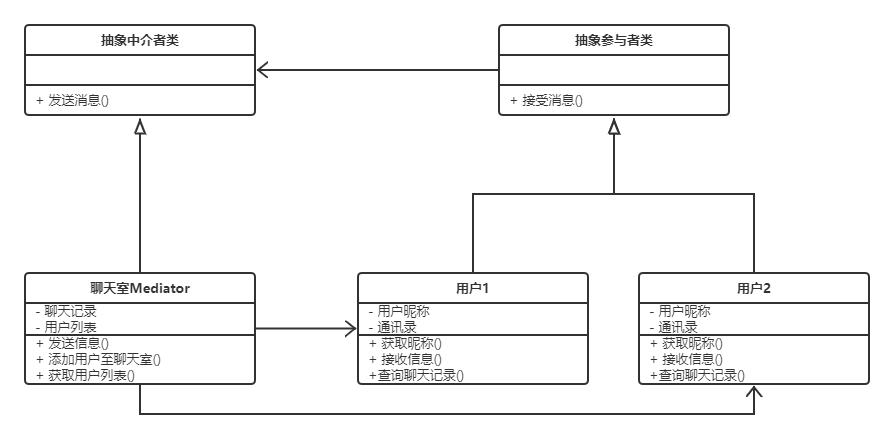 抽象中介者类
+ 发送消息()
抽象参与者类
+ 接受消息()
聊天室Mediator
- 聊天记录
- 用户列表
+ 发送信息()
+ 添加用户至聊天室()
+ 获取用户列表()
用户1
- 用户昵称
- 通讯录
+ 获取昵称()
+ 接收信息()
+查询聊天记录()
用户2
- 用户昵称
- 通讯录
+ 获取昵称()
+ 接收信息()
+查询聊天记录()